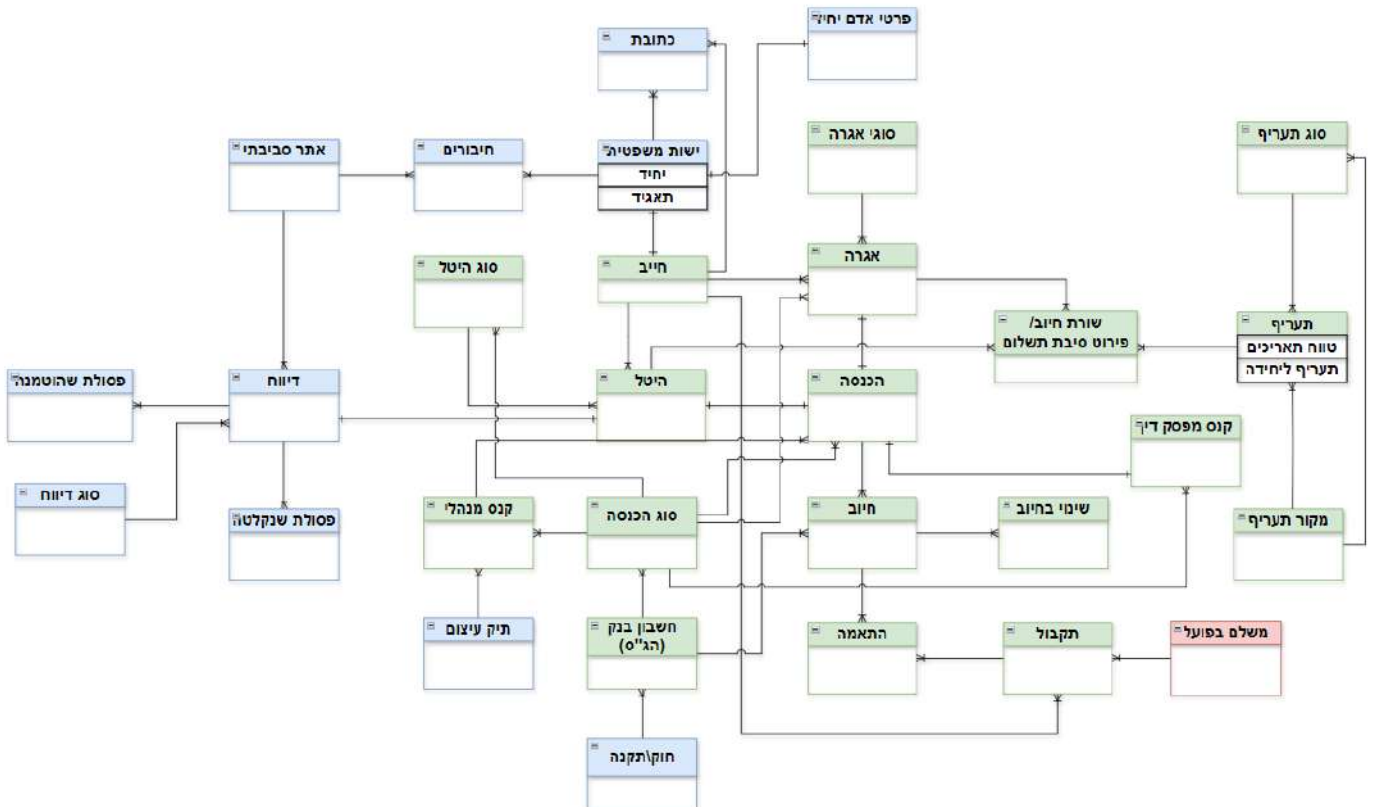 פרטי אדם יחיד
כתובת
סוג תעריף
סוגי אגרה
ישות משפטית
יחיד
תאגיד
חיבורים
אתר סביבתי
אגרה
חייב
סוג היטל
תעריף
טווח תאריכים
תעריף ליחידה
שורת חיוב/
פירוט סיבת תשלום
הכנסה
היטל
דיווח
פסולת שהוטמנה
קנס מפסק דין
מקור תעריף
שינוי בחיוב
חיוב
סוג הכנסה
קנס מנהלי
פסולת שנקלטה
סוג דיווח
משלם בפועל
תקבול
התאמה
חשבון בנק
(הג"ס)
תיק עיצום
חוק\תקנה